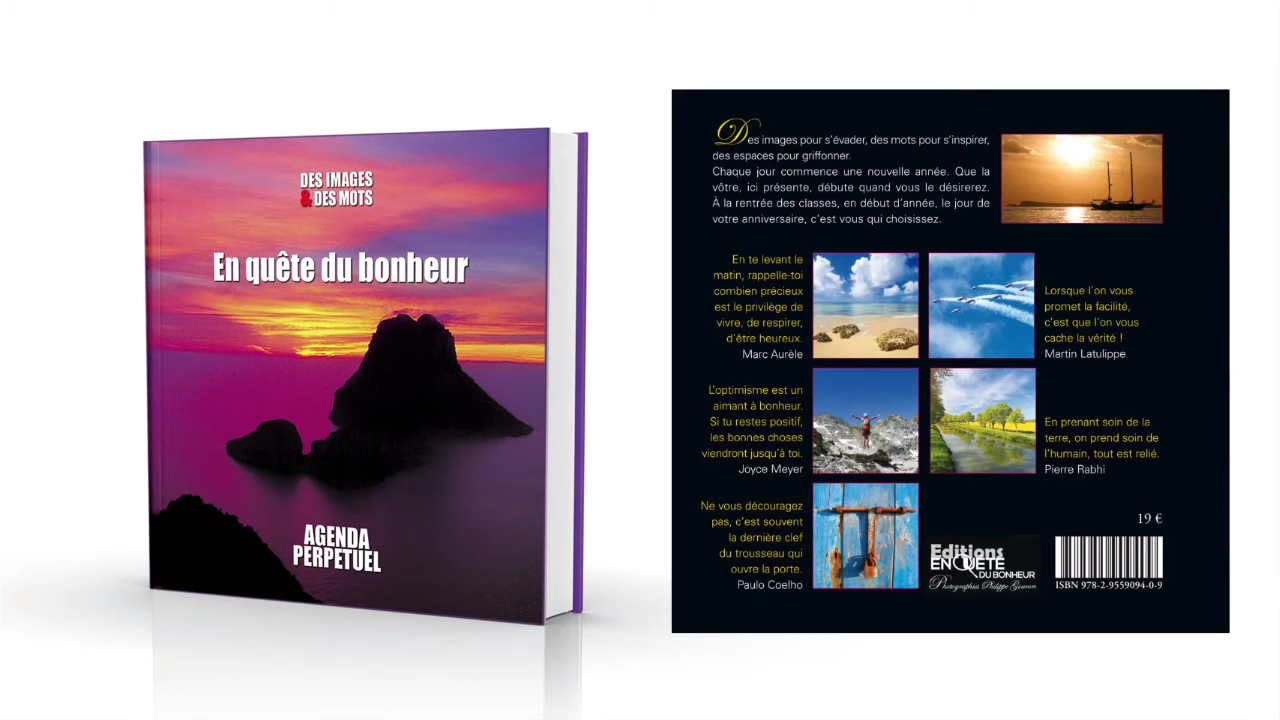 DES IMAGES
& DES MOTS
En quête du bonheur
AGENDA
PERPETUEL
Des images pour s’évader, des mots pour s’inspirer,
des espaces pour griffonner.
Chaque jour commence une nouvelle année. Que la
vôtre, ici présente, débute quand vous le désirerez.
À la rentrée des classes, en début d’année, le jour de
votre anniversaire, c’est vous qui choisissez.
En te levant le
matin, rappelle-toi
combien précieux
est le privilège de
vivre, de respirer,
d’être heureux.
Marc Aurèle
Lorsque l’on vous
promet la facilité,
c’est que l’on vous
cache la vérité !
Martin Latulippe
L’optimisme est un
aimant à bonheur.
Si tu restes positif,
les bonnes choses
viendront jusqu’à toi.
Joyce Meyer
En prenant soin de la
terre, on prend soin de
l’humain, tout est relié.
Pierre Rabhi
Ne vous découragez
pas, c’est souvent
la dernière clef
du trousseau qui
ouvre la porte.
Paulo Coelho
19 €
Editions
ENQUÊTE
DU BONHEUR
Photographies Philippe Gouron
ISBN 978-2-9559094-0-9